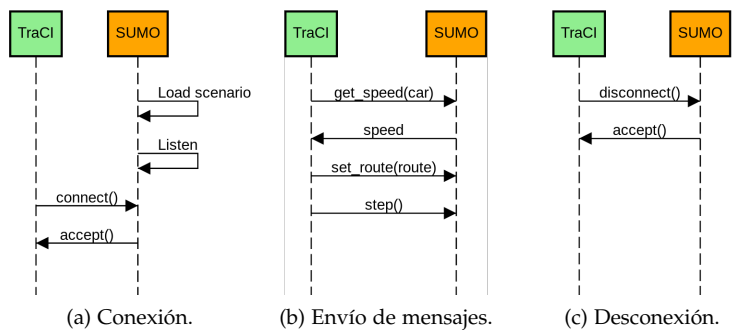 TraCI
SUMO
Load scenario
Listen
connect()
accept()
(a) Conexión.
TraCI
SUMO
get_speed(car)
speed
set_route(route)
step()
(b) Envío de mensajes.
TraCI
SUMO
disconnect()
accept()
(c) Desconexión.